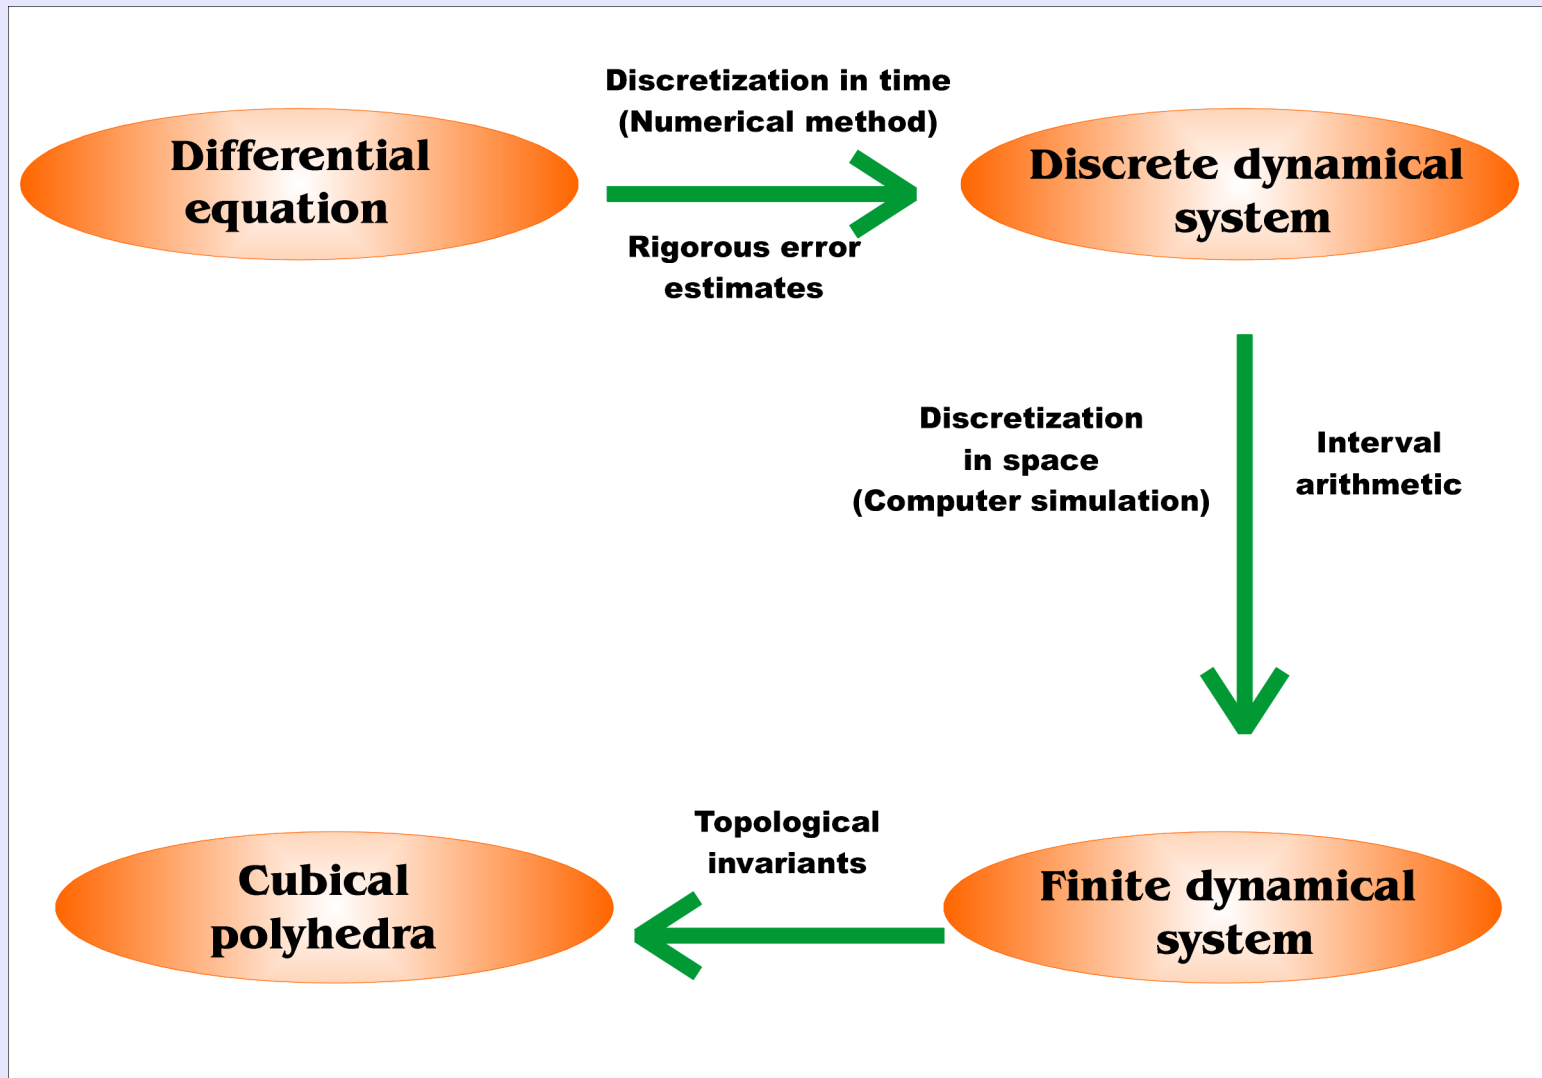 Differential
equation
Discretization in time
(Numerical method)
Rigorous error
estimates
Discrete dynamical
system
Discretization
in space
(Computer simulation)
Interval
arithmetic
Cubical
polyhedra
Topological
invariants
Finite dynamical
system